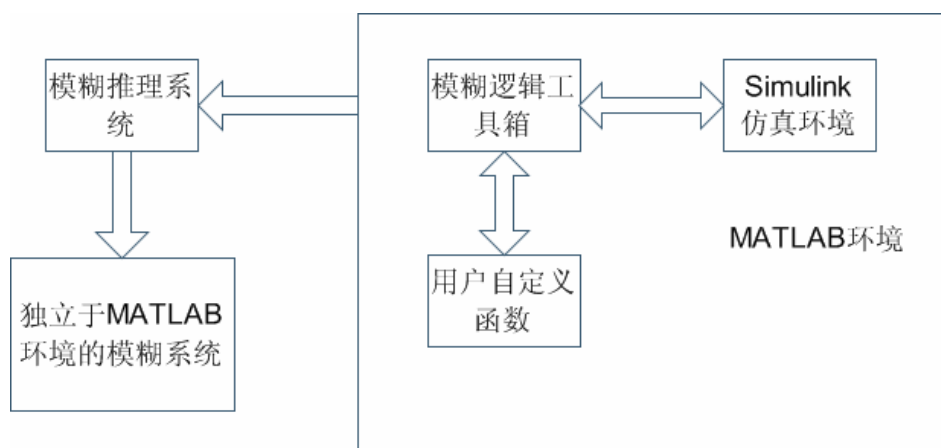 模糊推理系
统
模糊逻辑工
具箱
Simulink
仿真环境
MATLAB环境
用户自定义
函数
独立于MATLAB
环境的模糊系统